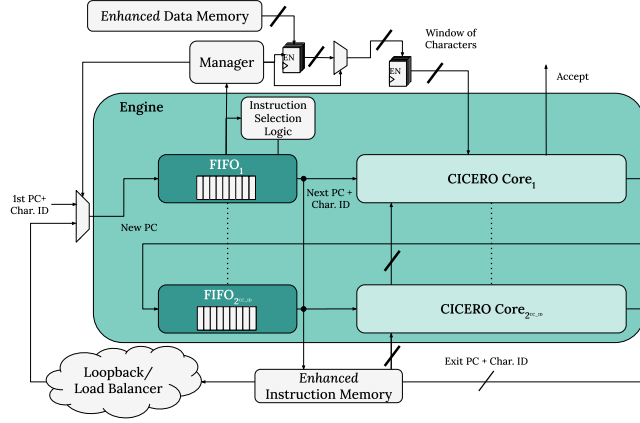 Enhanced Data Memory
Manager
EN
EN
Window of
Characters
Accept
Engine
Instruction
Selection
Logic
FIFO1
CICERO Core1
1st PC+
Char. ID
New PC
Next PC +
Char. ID
FIFO2^CC_ID
CICERO Core2^CC_ID
Loopback/
Load Balancer
Enhanced
Instruction Memory
Exit PC + Char. ID